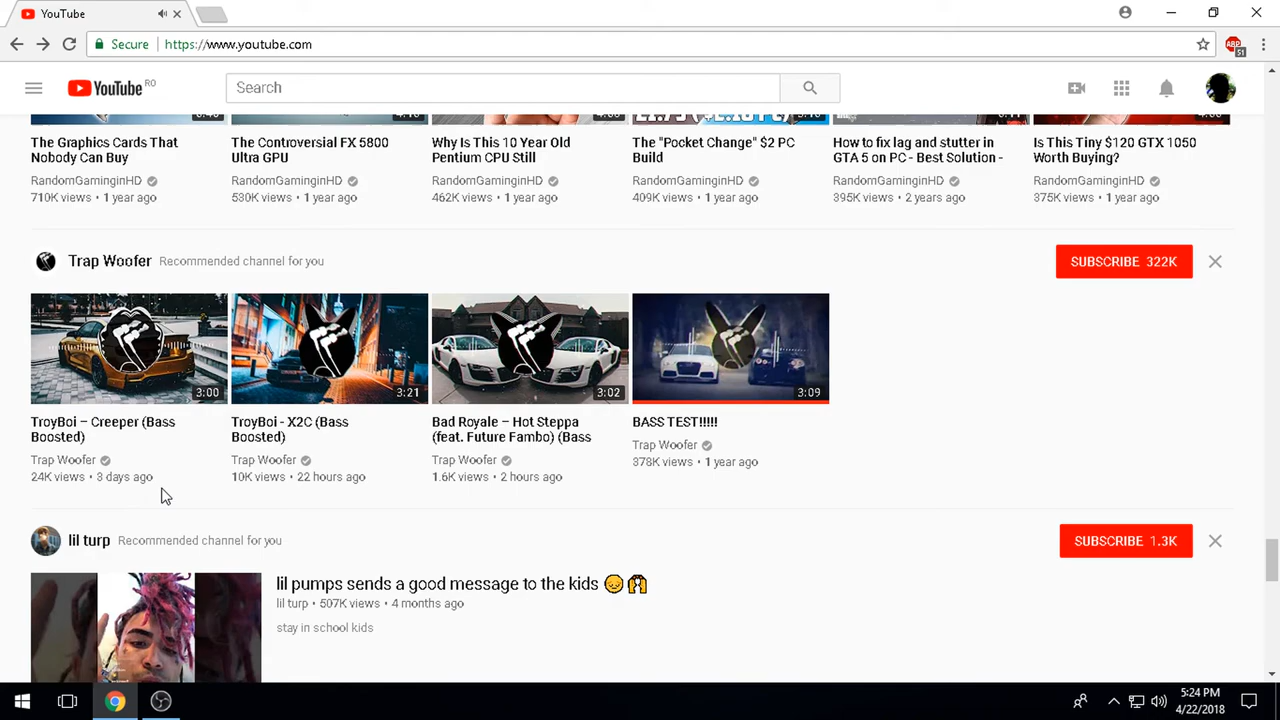 YouTube
Secure
https://www.youtube.com
ABP
51
YouTube RO
Search
The Graphics Cards That
Nobody Can Buy
RandomGaminginHD
710K views • 1 year ago
The Controversial FX 5800
Ultra GPU
RandomGaminginHD
530K views • 1 year ago
Why Is This 10 Year Old
Pentium CPU Still
RandomGaminginHD
462K views • 1 year ago
The "Pocket Change" $2 PC
Build
RandomGaminginHD
409K views • 1 year ago
How to fix lag and stutter in
GTA 5 on PC - Best Solution -
RandomGaminginHD
395K views • 2 years ago
Is This Tiny $120 GTX 1050
Worth Buying?
RandomGaminginHD
375K views • 1 year ago
Trap Woofer Recommended channel for you
SUBSCRIBE 322K
3:00
TroyBoi – Creeper (Bass
Boosted)
Trap Woofer
24K views • 3 days ago
3:21
TroyBoi - X2C (Bass
Boosted)
Trap Woofer
10K views • 22 hours ago
3:02
Bad Royale – Hot Steppa
(feat. Future Fambo) (Bass
Trap Woofer
1.6K views • 2 hours ago
3:09
BASS TEST!!!!!
Trap Woofer
378K views • 1 year ago
lil turp Recommended channel for you
SUBSCRIBE 1.3K
lil pumps sends a good message to the kids
lil turp • 507K views • 4 months ago
stay in school kids
5:24 PM
4/22/2018